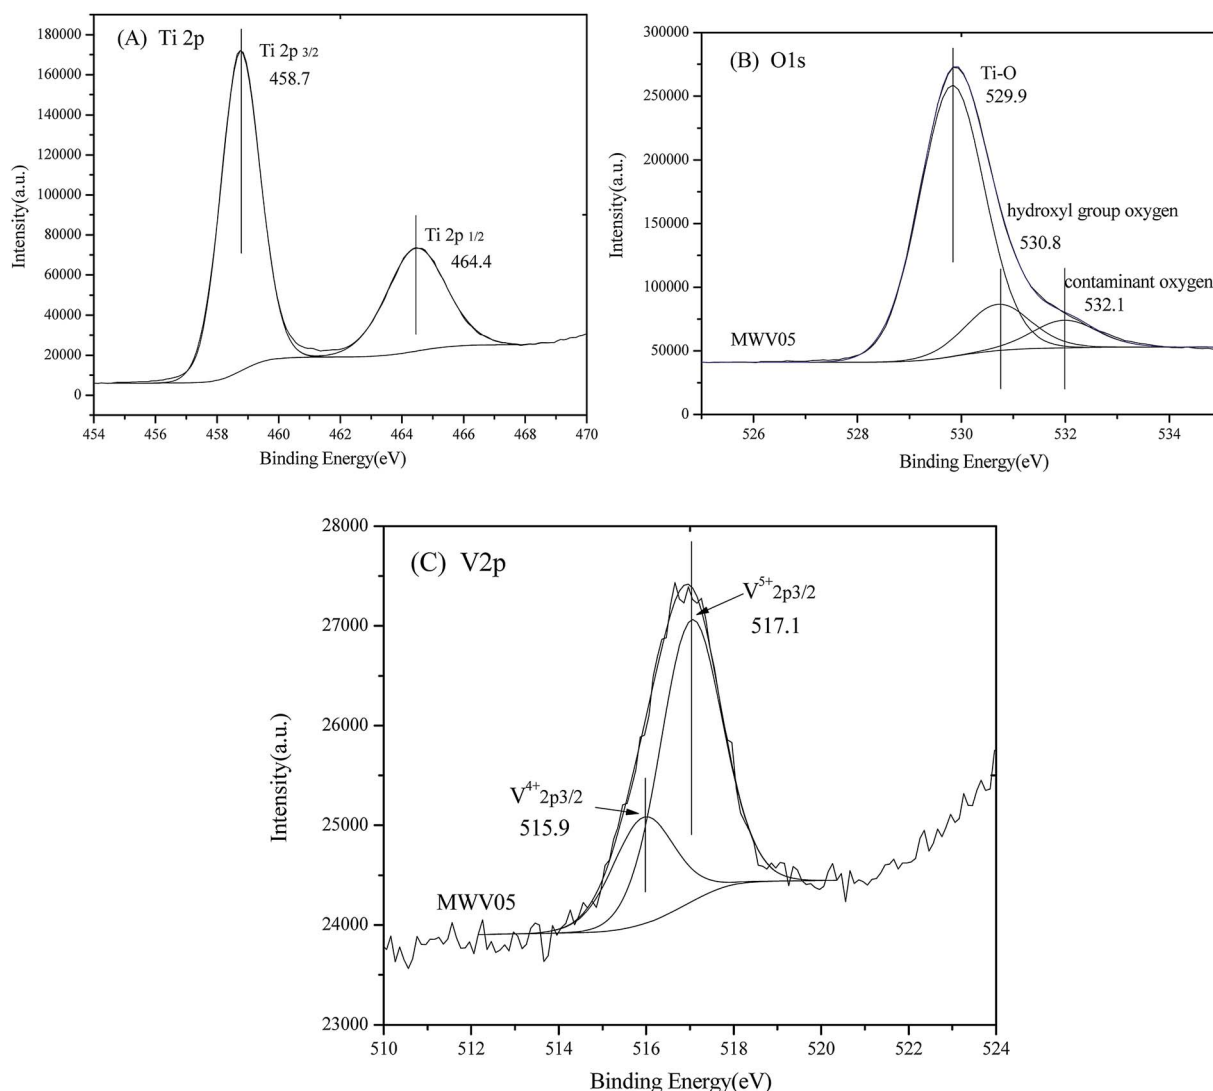 (A) Ti 2p
Ti 2p 3/2
458.7
Ti 2p 1/2
464.4
180000
160000
140000
120000
100000
80000
60000
40000
20000
0
Intensity(a.u.)
454 456 458 460 462 464 466 468 470
Binding Energy(eV)
(B) O1s
Ti-O
529.9
hydroxyl group oxygen
530.8
contaminant oxygen
532.1
MWV05
300000
250000
200000
150000
100000
50000
0
Intensity(a.u.)
526 528 530 532 534
Binding Energy(eV)
(C) V2p
V5+2p3/2
517.1
V4+2p3/2
515.9
MWV05
28000
27000
26000
25000
24000
23000
Intensity(a.u.)
510 512 514 516 518 520 522 524
Binding Energy(eV)